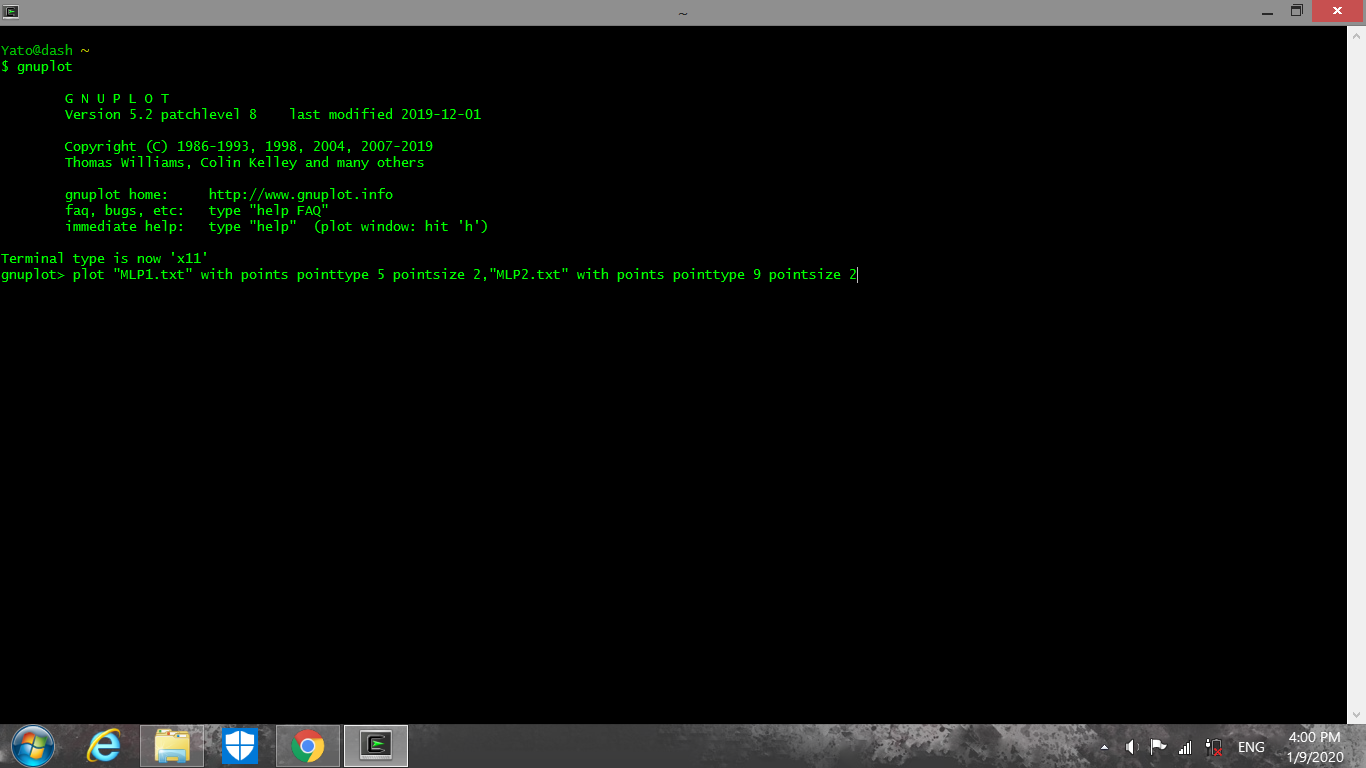 ~
Yato@dash ~
$ gnuplot
G N U P L O T
Version 5.2 patchlevel 8    last modified 2019-12-01
Copyright (C) 1986-1993, 1998, 2004, 2007-2019
Thomas Williams, Colin Kelley and many others
gnuplot home:     http://www.gnuplot.info
faq, bugs, etc:   type "help FAQ"
immediate help:   type "help"  (plot window: hit 'h')
Terminal type is now 'x11'
gnuplot> plot "MLP1.txt" with points pointtype 5 pointsize 2,"MLP2.txt" with points pointtype 9 pointsize 2
ENG
4:00 PM
1/9/2020